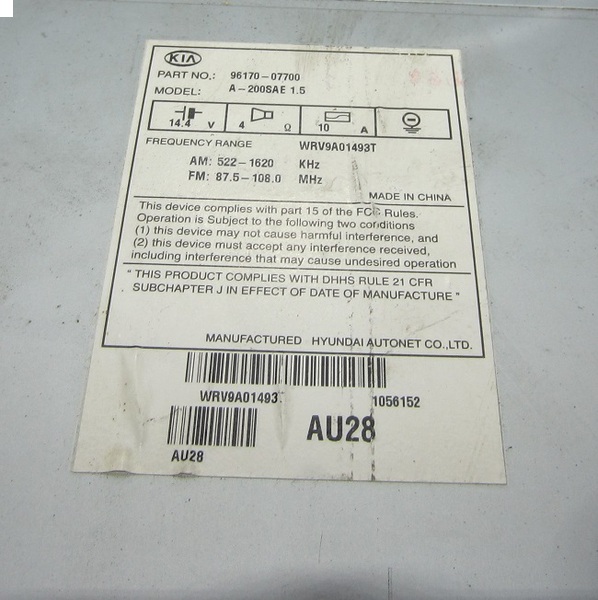 KIA
PART NO.: 96170-07700
MODEL: A-200SAE 1.5
14.4 V 4 Ω 10 A
FREQUENCY RANGE WRV9A01493T
AM: 522-1620 KHz
FM: 87.5-108.0 MHz
MADE IN CHINA
This device complies with part 15 of the FCC Rules.
Operation is Subject to the following two conditions
(1) this device may not cause harmful interference, and
(2) this device must accept any interference received,
including interference that may cause undesired operation
" THIS PRODUCT COMPLIES WITH DHHS RULE 21 CFR
SUBCHAPTER J IN EFFECT OF DATE OF MANUFACTURE "
MANUFACTURED HYUNDAI AUTONET CO.,LTD.
WRV9A01493T 1056152
AU28
AU28